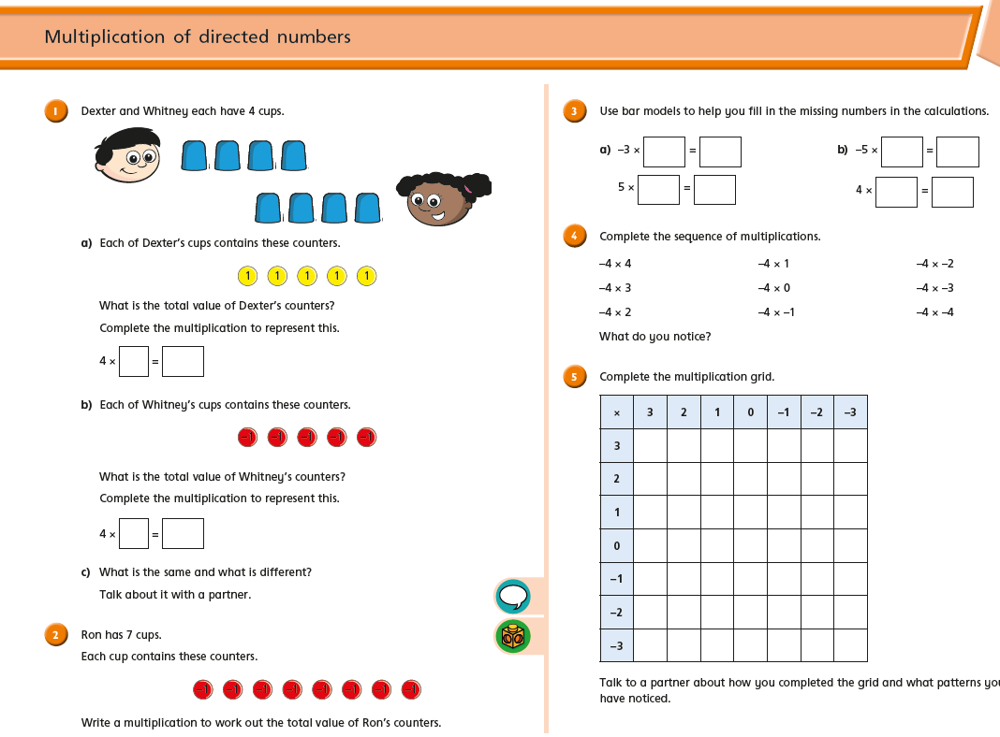 Multiplication of directed numbers
1 Dexter and Whitney each have 4 cups.
a) Each of Dexter's cups contains these counters.
1 1 1 1 1
What is the total value of Dexter's counters?
Complete the multiplication to represent this.
4 × =
b) Each of Whitney's cups contains these counters.
–1 –1 –1 –1 –1
What is the total value of Whitney's counters?
Complete the multiplication to represent this.
4 × =
c) What is the same and what is different?
Talk about it with a partner.
2 Ron has 7 cups.
Each cup contains these counters.
–1 –1 –1 –1 –1 –1 –1 –1
Write a multiplication to work out the total value of Ron's counters.
3 Use bar models to help you fill in the missing numbers in the calculations.
a) –3 × = b) –5 × =
5 × = 4 × =
4 Complete the sequence of multiplications.
–4 × 4 –4 × 1 –4 × –2
–4 × 3 –4 × 0 –4 × –3
–4 × 2 –4 × –1 –4 × –4
What do you notice?
5 Complete the multiplication grid.
× 3 2 1 0 –1 –2 –3
3
2
1
0
–1
–2
–3
Talk to a partner about how you completed the grid and what patterns you
have noticed.